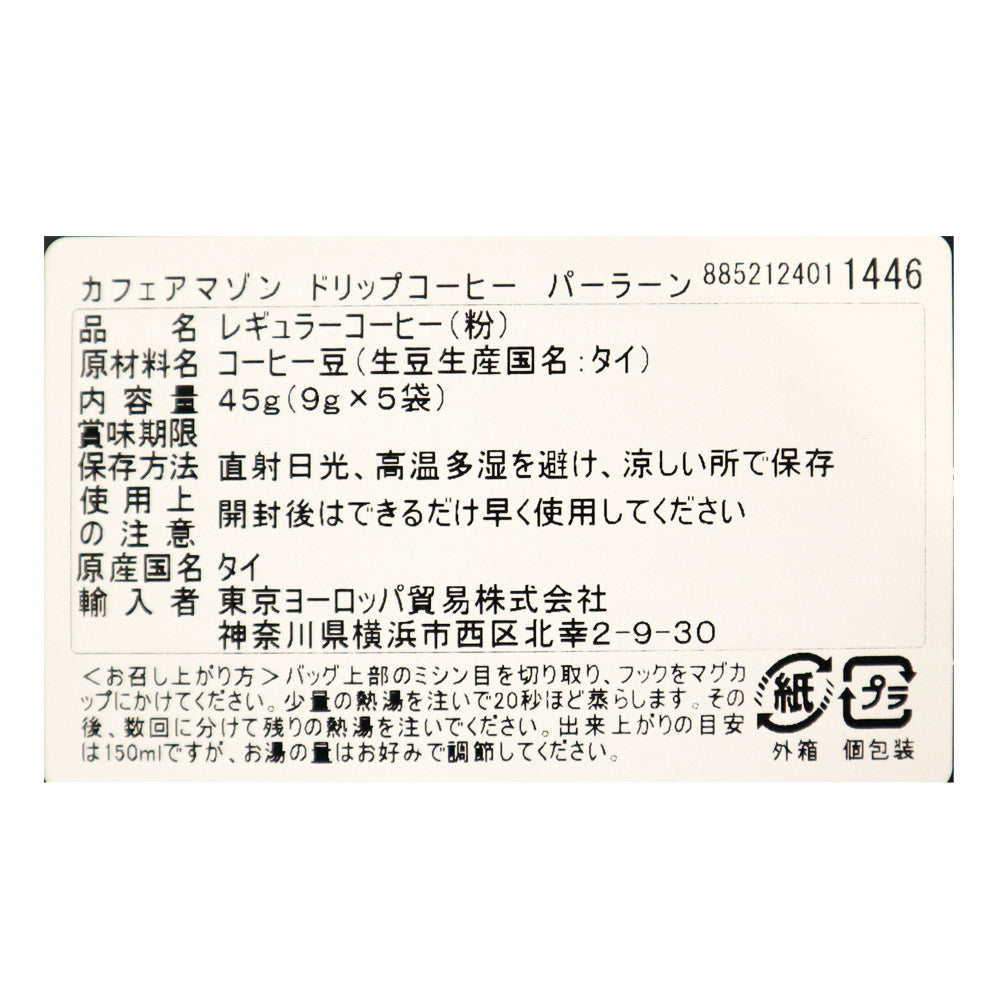 カフェアマゾン ドリップコーヒー パーラーン 885212401 1446
品名 レギュラーコーヒー(粉)
原材料名 コーヒー豆(生豆生産国名:タイ)
内容量 45g(9g×5袋)
賞味期限
保存方法 直射日光、高温多湿を避け、涼しい所で保存
使用上の注意 開封後はできるだけ早く使用してください
原産国名 タイ
輸入者 東京ヨーロッパ貿易株式会社
神奈川県横浜市西区北幸2-9-30
<お召し上がり方>バッグ上部のミシン目を切り取り、フックをマグカ
ップにかけてください。少量の熱湯を注いで20秒ほど蒸らします。その
後、数回に分けて残りの熱湯を注いでください。出来上がりの目安
は150mlですが、お湯の量はお好みで調節してください。
紙 プラ
外箱 個包装